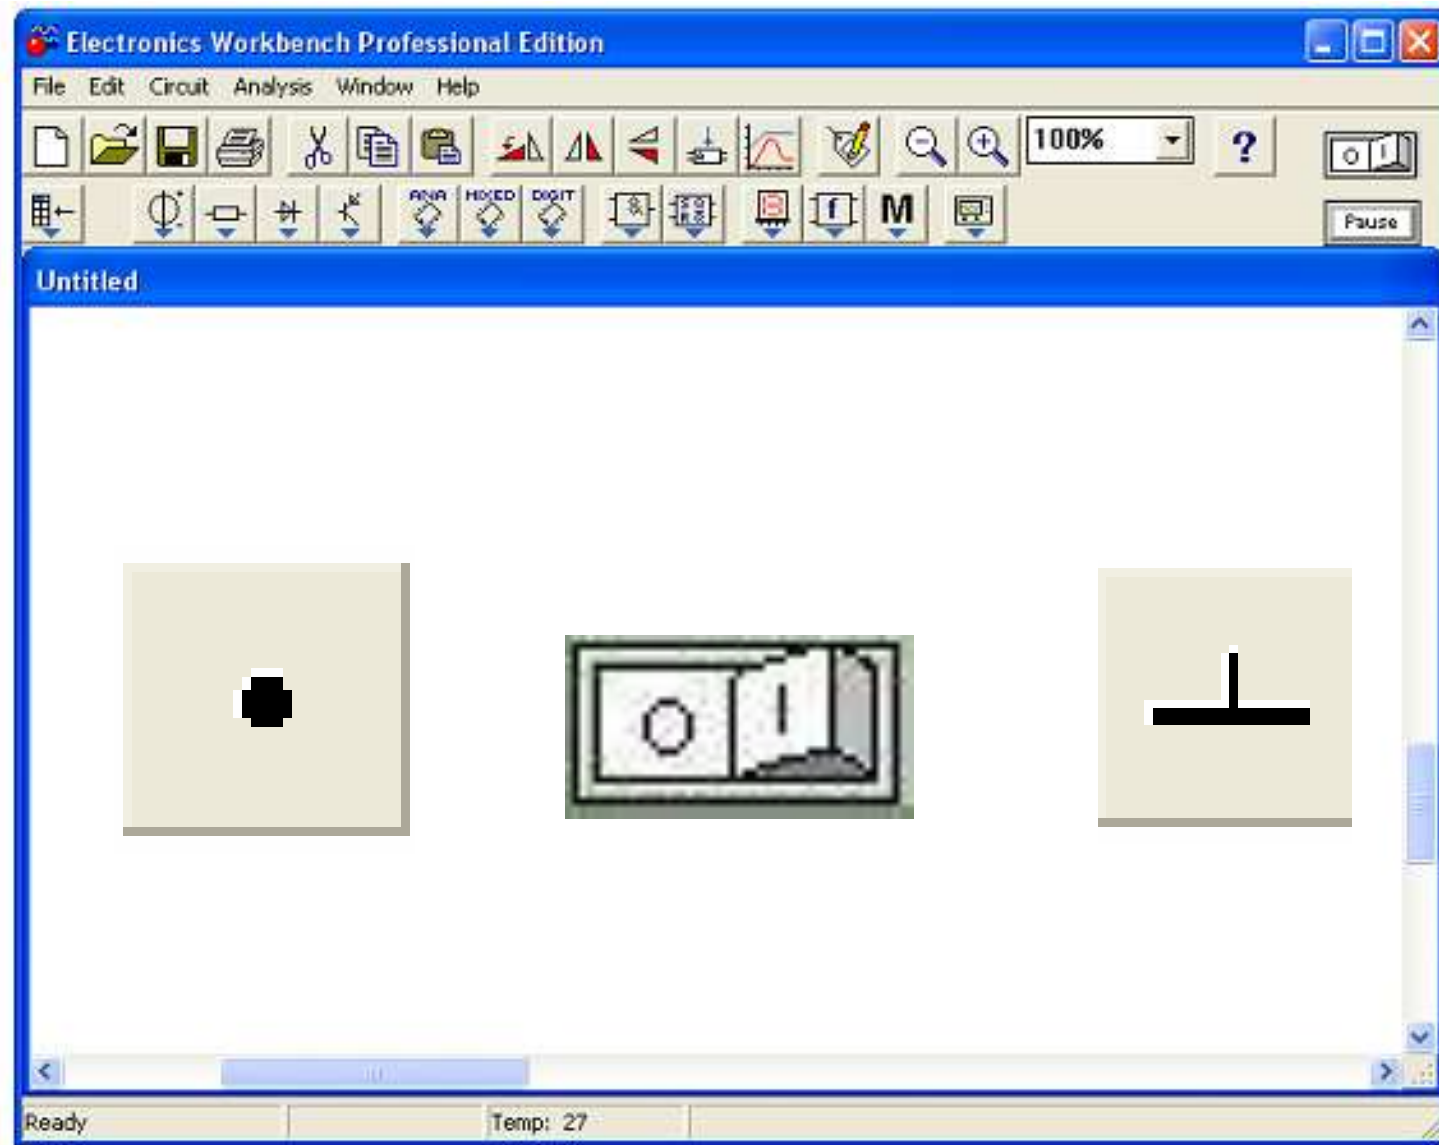 Electronics Workbench Professional Edition
File Edit Circuit Analysis Window Help
100% ?
ANA MIXED DIGIT & f M
Pause
Untitled
Ready Temp: 27